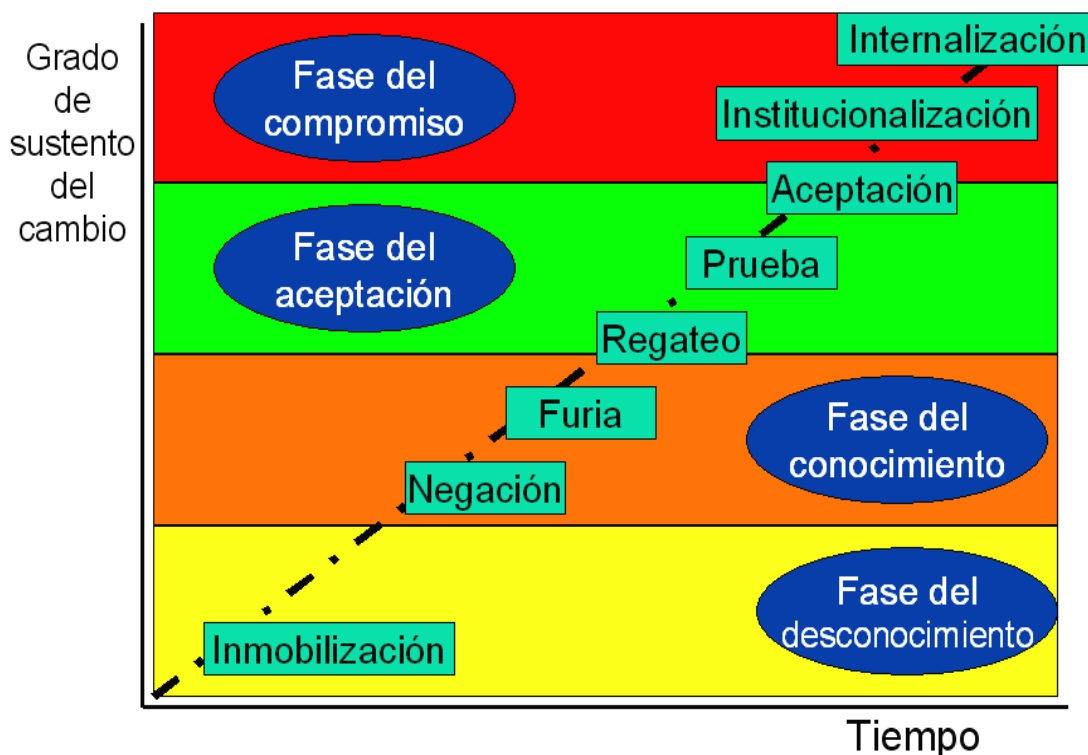 Grado
de
sustento
del
cambio
Fase del
compromiso
Internalización
Institucionalización
Aceptación
Fase del
aceptación
Prueba
Regateo
Furia
Fase del
conocimiento
Negación
Fase del
desconocimiento
Inmobilización
Tiempo